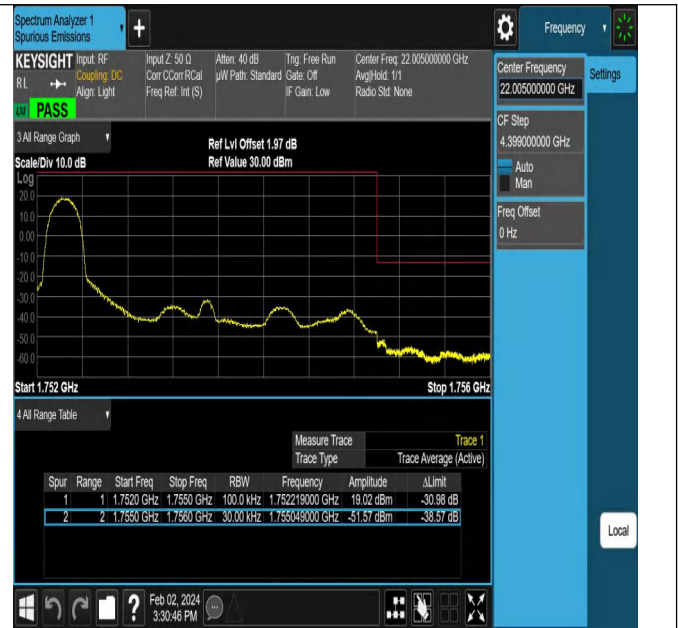 Spectrum Analyzer 1
Spurious Emissions
+
Frequency
KEYSIGHT
RL
Input: RF
Coupling: DC
Align: Light
Input Z: 50 Ω
Corr CCorr RCal
Freq Ref: Int (S)
Atten: 40 dB
µW Path: Standard
Trig: Free Run
Gate: Off
IF Gain: Low
Center Freq: 22.005000000 GHz
Avg|Hold: 1/1
Radio Std: None
PASS
Center Frequency
22.005000000 GHz
Settings
CF Step
4.399000000 GHz
Auto
Man
Freq Offset
0 Hz
3 All Range Graph
Scale/Div 10.0 dB
Ref Lvl Offset 1.97 dB
Ref Value 30.00 dBm
Log
20.0
10.0
0.00
-10.0
-20.0
-30.0
-40.0
-50.0
-60.0
Start 1.752 GHz Stop 1.756 GHz
4 All Range Table
Measure Trace Trace 1
Trace Type Trace Average (Active)
Spur Range Start Freq Stop Freq RBW Frequency Amplitude ΔLimit
1 1 1.7520 GHz 1.7550 GHz 100.0 kHz 1.752219000 GHz 19.02 dBm -30.98 dB
2 2 1.7550 GHz 1.7560 GHz 30.00 kHz 1.755049000 GHz -51.57 dBm -38.57 dB
Local
?
Feb 02, 2024
3:30:46 PM